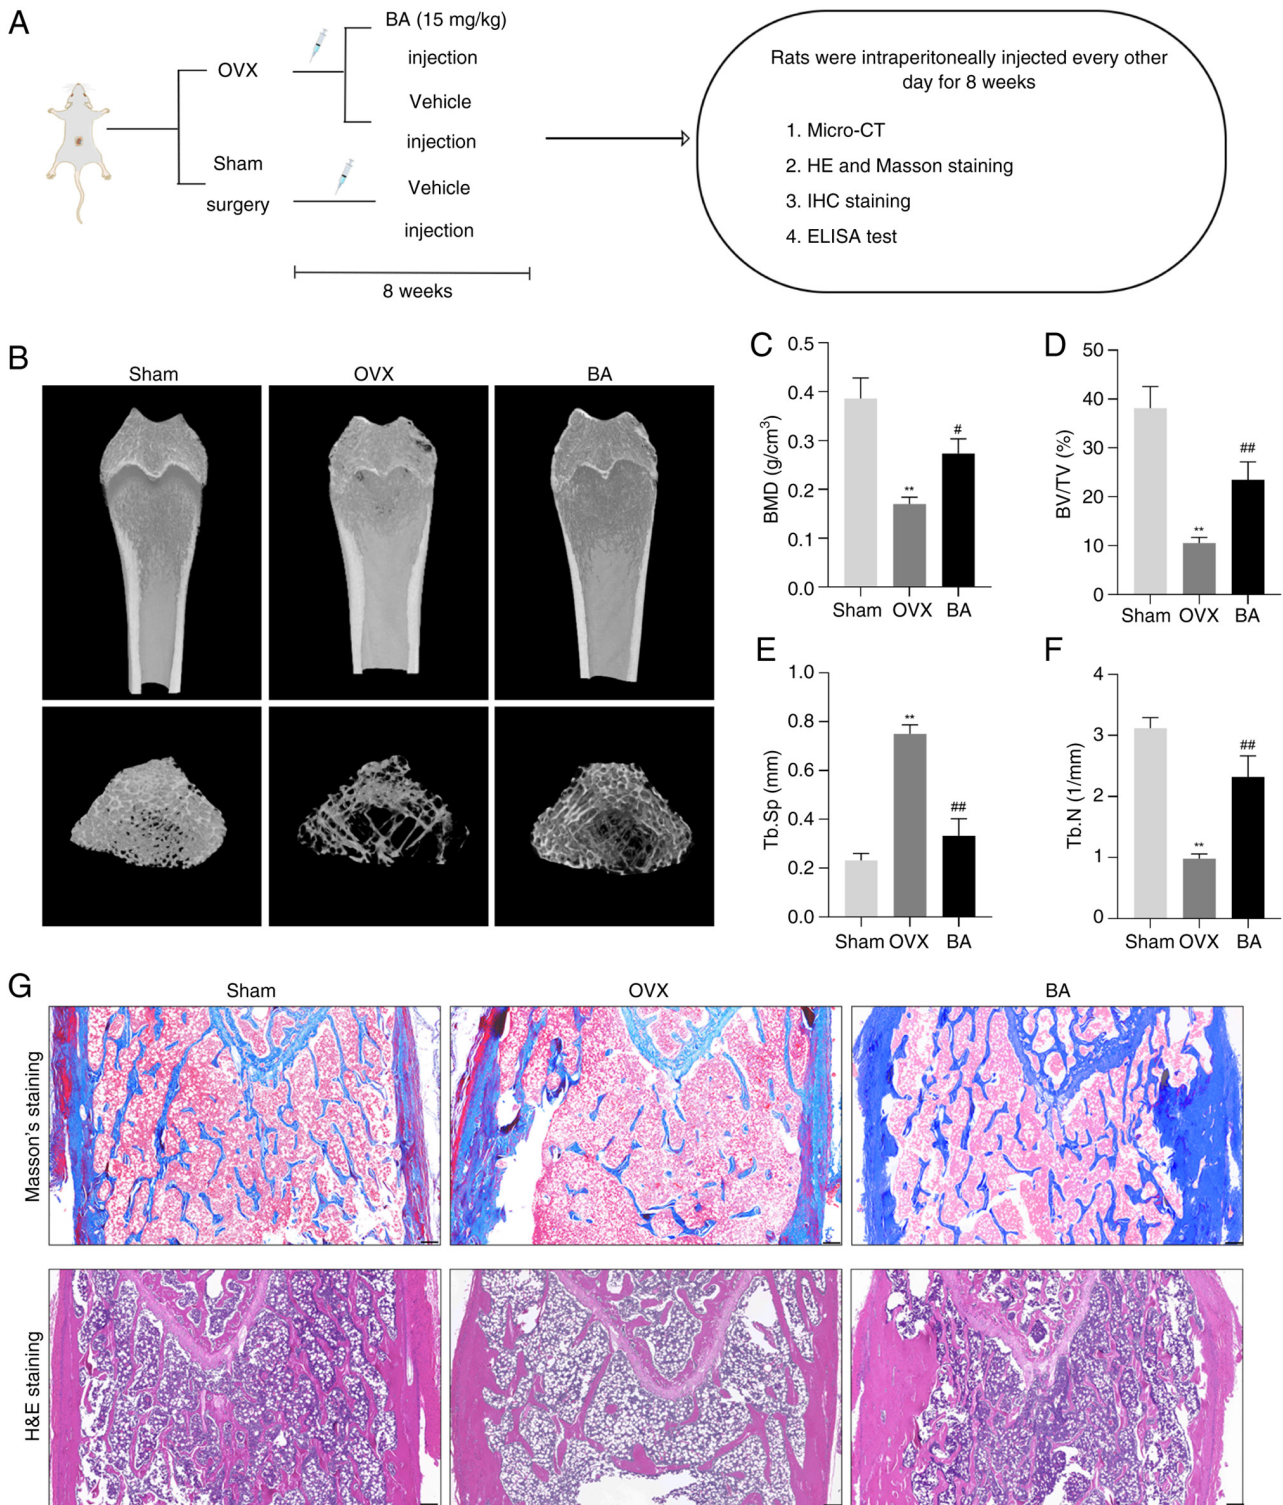 A
OVX
Sham
surgery
BA (15 mg/kg)
injection
Vehicle
injection
Vehicle
injection
8 weeks
Rats were intraperitoneally injected every other
day for 8 weeks
1. Micro-CT
2. HE and Masson staining
3. IHC staining
4. ELISA test
B
Sham OVX BA
C
BMD (g/cm³)
0.5
0.4
0.3
0.2
0.1
0.0
**
#
Sham OVX BA
D
BV/TV (%)
50
40
30
20
10
0
**
##
Sham OVX BA
E
Tb.Sp (mm)
1.0
0.8
0.6
0.4
0.2
0.0
**
##
Sham OVX BA
F
Tb.N (1/mm)
4
3
2
1
0
**
##
Sham OVX BA
G
Sham OVX BA
Masson's staining
H&E staining